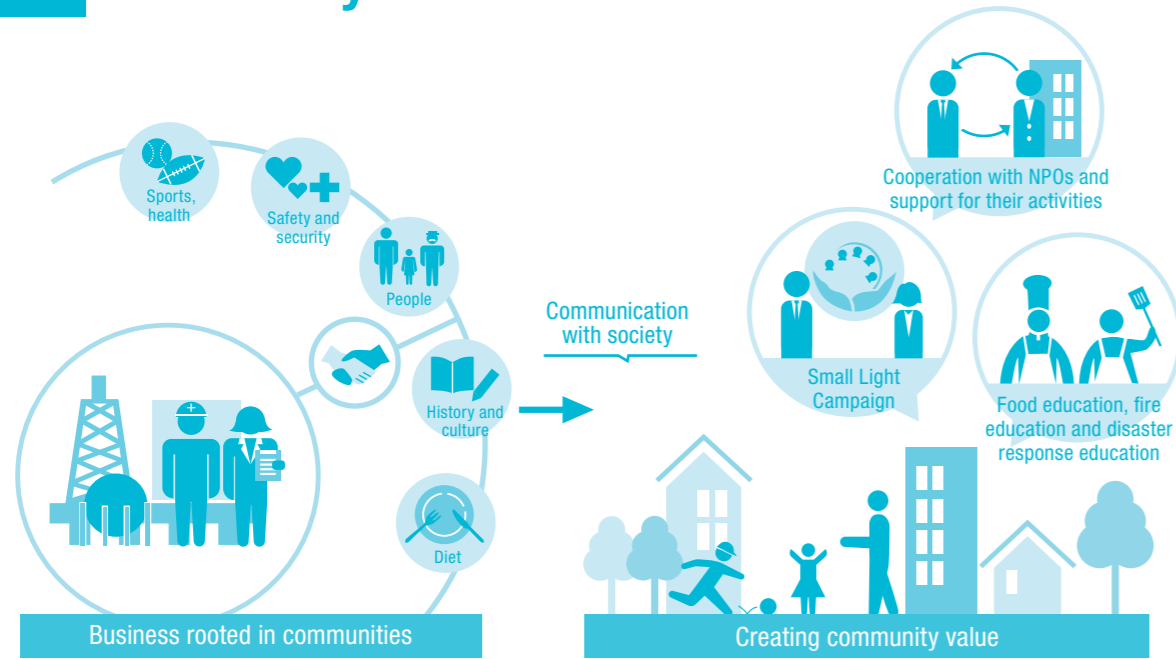 Sports,
health
Safety and
security
People
History and
culture
Diet
Business rooted in communities
Communication
with society
Cooperation with NPOs and
support for their activities
Small Light
Campaign
Food education, fire
education and disaster
response education
Creating community value